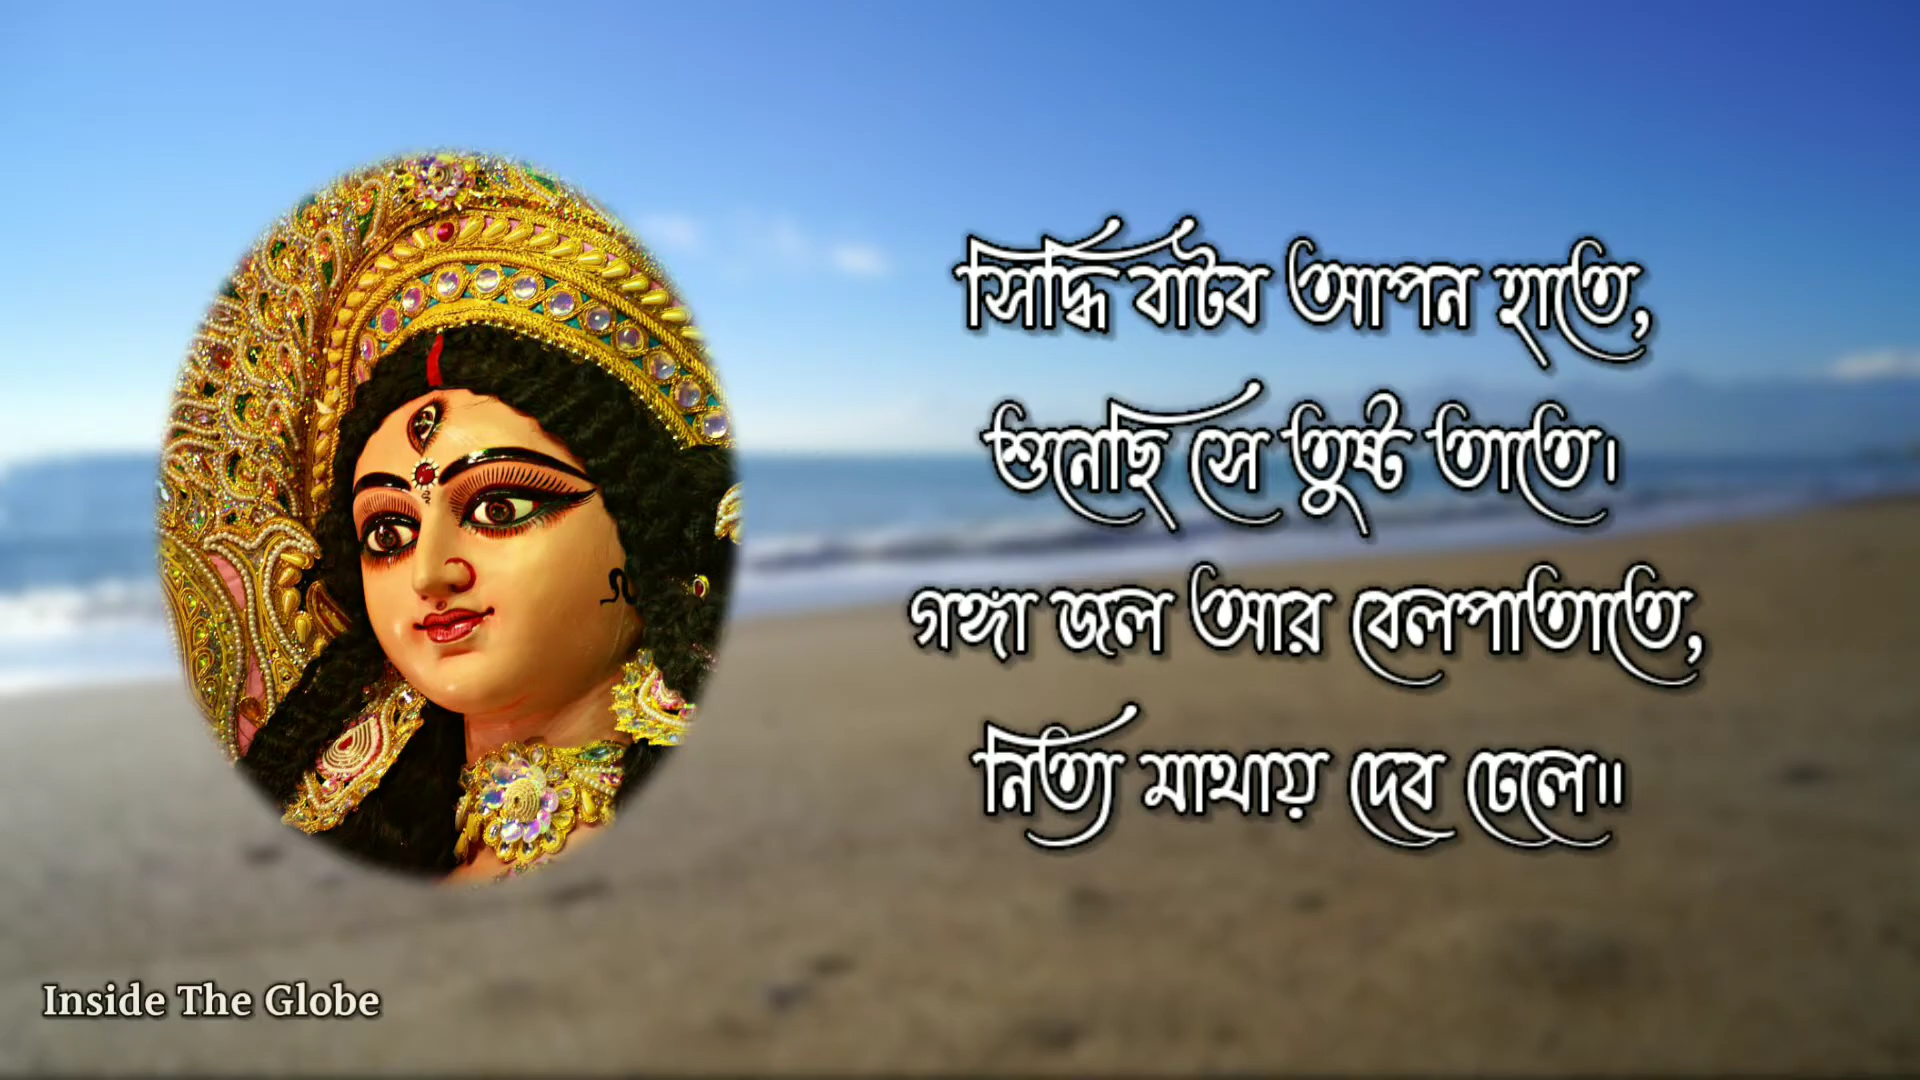 সিদ্ধি বাটব আপন হাতে,
শুনেছি সে তুষ্ট তাতে।
গঙ্গা জল আর বেলপাতাতে,
নিত্য মাথায় দেব ঢেলে॥
Inside The Globe